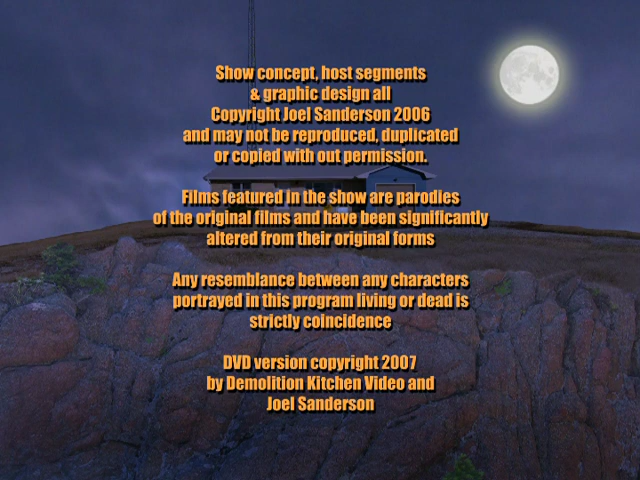 Show concept, host segments
& graphic design all
Copyright Joel Sanderson 2006
and may not be reproduced, duplicated
or copied with out permission.
Films featured in the show are parodies
of the original films and have been significantly
altered from their original forms
Any resemblance between any characters
portrayed in this program living or dead is
strictly coincidence
DVD version copyright 2007
by Demolition Kitchen Video and
Joel Sanderson